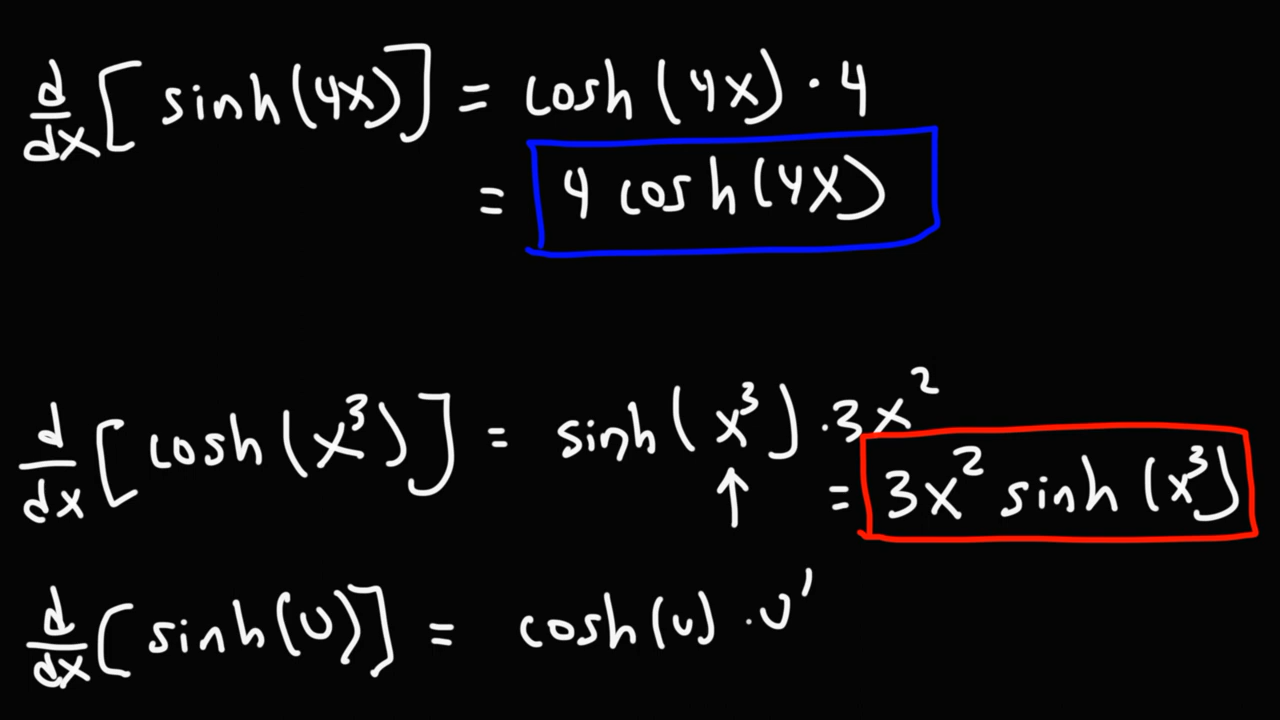 d/dx [sinh(4x)] = cosh(4x) · 4
= 4 cosh(4x)
d/dx [cosh(x³)] = sinh(x³) · 3x²
= 3x² sinh(x³)
d/dx [sinh(u)] = cosh(u) · u'